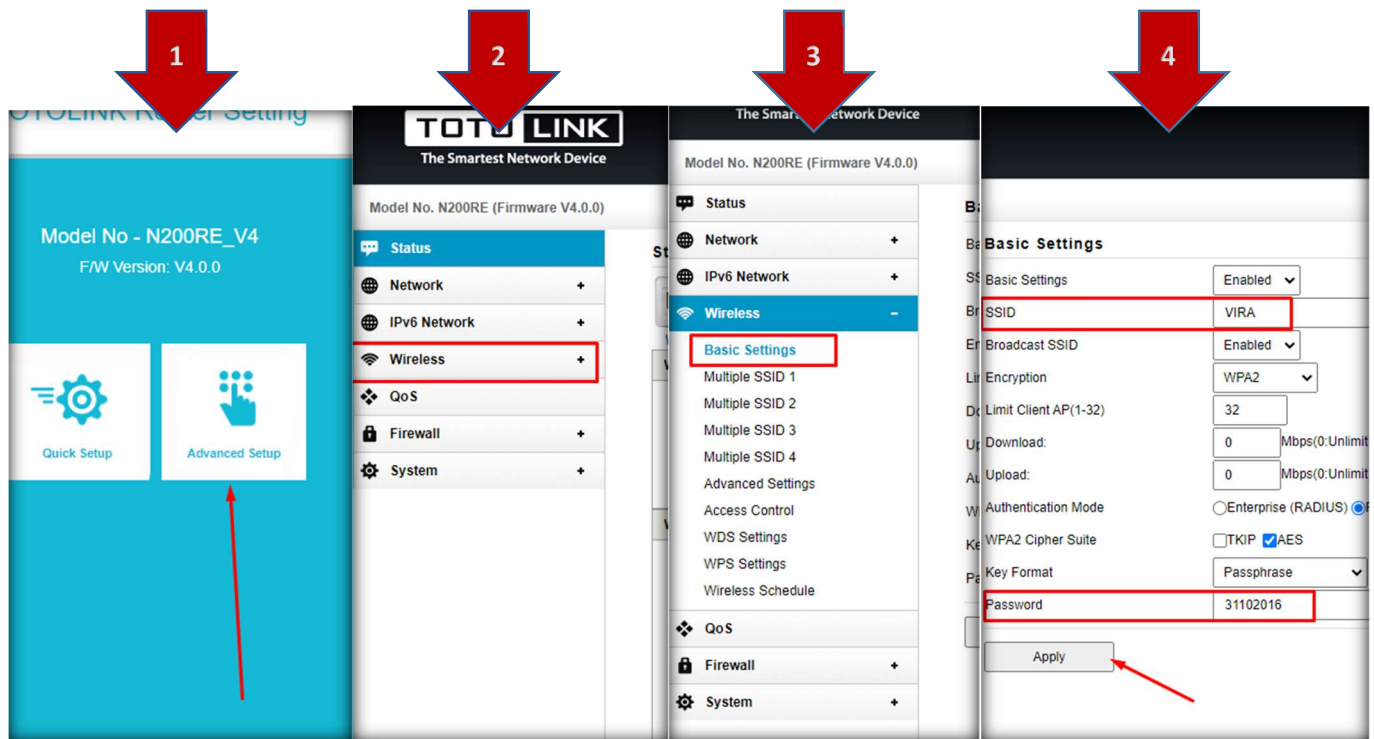 1
2
3
4
Router Setting
Model No - N200RE_V4
F/W Version: V4.0.0
Quick Setup
Advanced Setup
TOTO LINK
The Smartest Network Device
Model No. N200RE (Firmware V4.0.0)
Status
Network +
IPv6 Network +
Wireless +
QoS
Firewall +
System +
The Smartest Network Device
Model No. N200RE (Firmware V4.0.0)
Status
Network +
IPv6 Network +
Wireless -
Basic Settings
Multiple SSID 1
Multiple SSID 2
Multiple SSID 3
Multiple SSID 4
Advanced Settings
Access Control
WDS Settings
WPS Settings
Wireless Schedule
QoS
Firewall +
System +
Basic Settings
Basic Settings Enabled
SSID VIRA
Broadcast SSID Enabled
Encryption WPA2
Limit Client AP(1-32) 32
Download: 0 Mbps(0:Unlimit
Upload: 0 Mbps(0:Unlimit
Authentication Mode Enterprise (RADIUS)
WPA2 Cipher Suite TKIP AES
Key Format Passphrase
Password 31102016
Apply